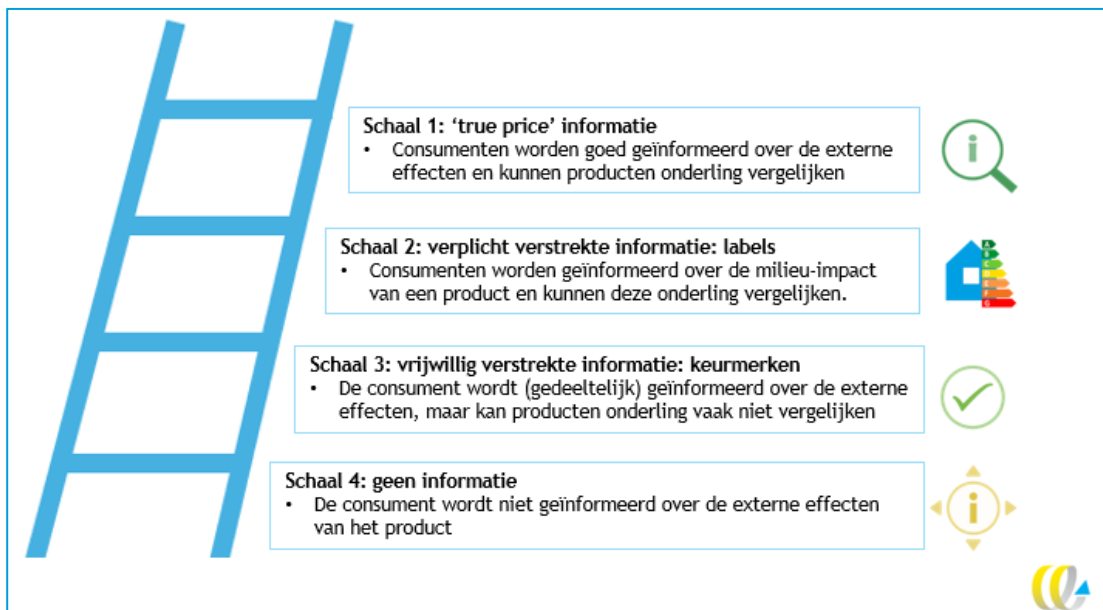 Schaal 1: ‘true price’ informatie
• Consumenten worden goed geïnformeerd over de externe
effecten en kunnen producten onderling vergelijken
Schaal 2: verplicht verstrekte informatie: labels
• Consumenten worden geïnformeerd over de milieu-impact
van een product en kunnen deze onderling vergelijken.
A
B
C
D
E
F
G
Schaal 3: vrijwillig verstrekte informatie: keurmerken
• De consument wordt (gedeeltelijk) geïnformeerd over de externe
effecten, maar kan producten onderling vaak niet vergelijken
Schaal 4: geen informatie
• De consument wordt niet geïnformeerd over de externe effecten
van het product